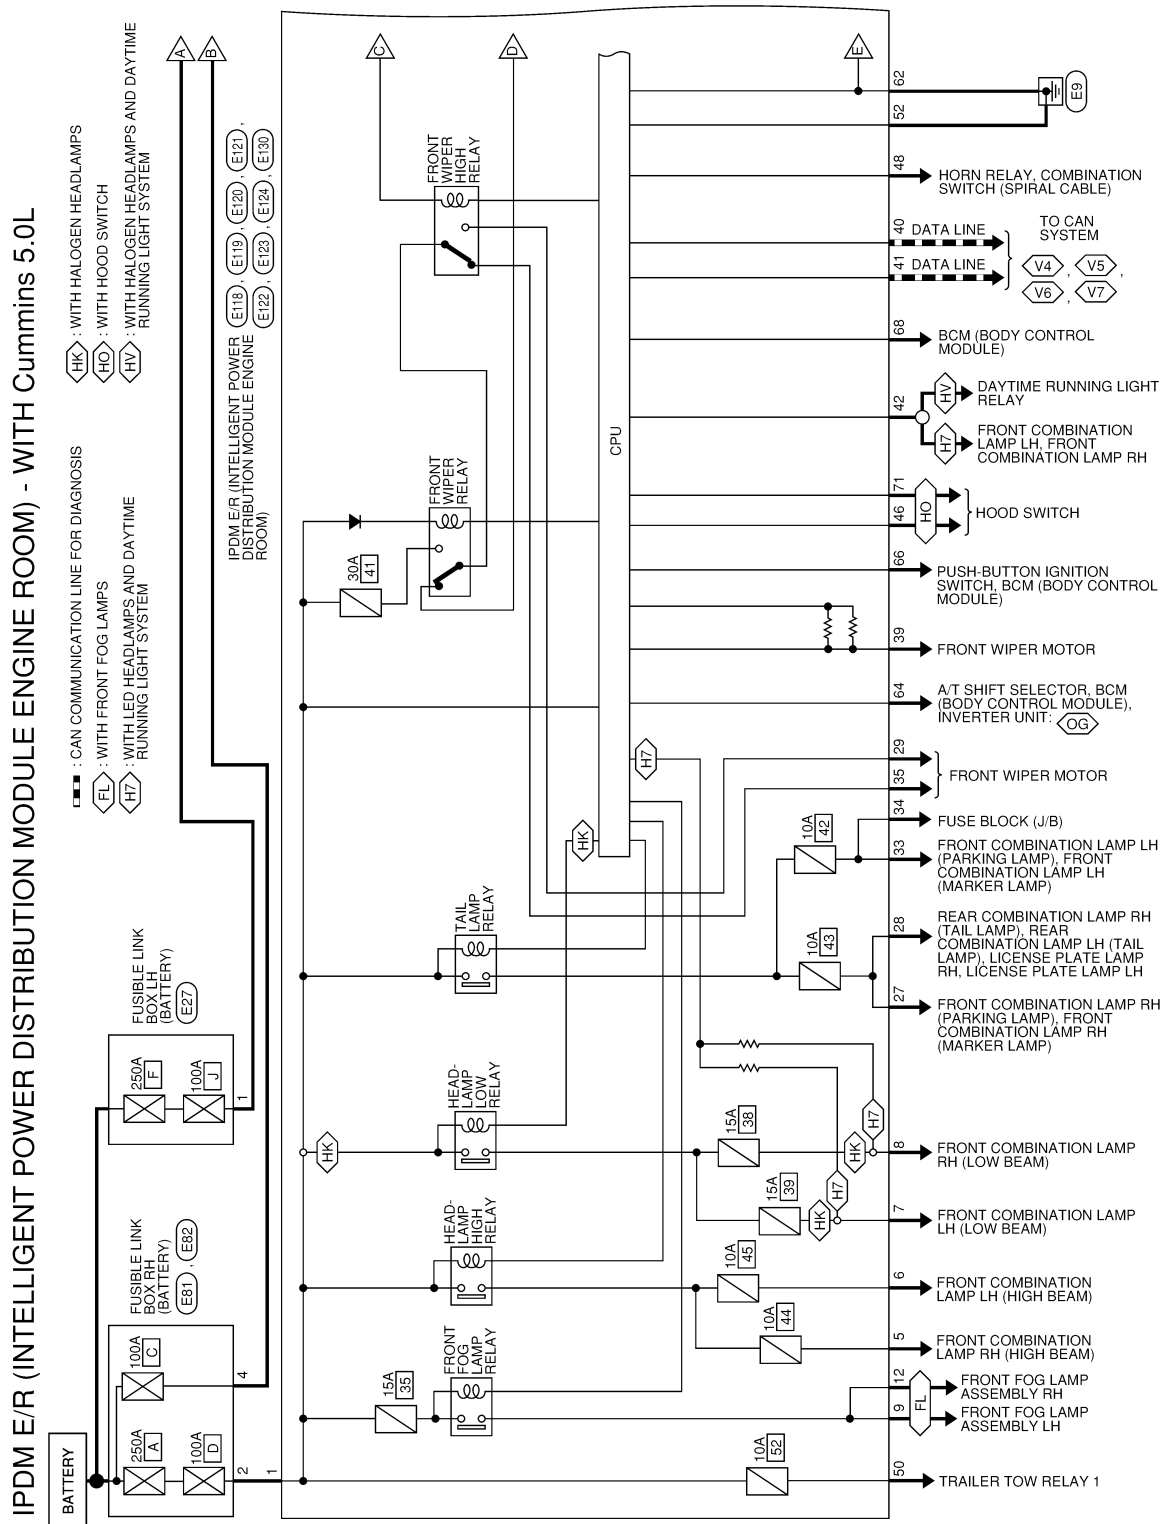 IPDM E/R (INTELLIGENT POWER DISTRIBUTION MODULE ENGINE ROOM) - WITH Cummins 5.0L
: CAN COMMUNICATION LINE FOR DIAGNOSIS
FL : WITH FRONT FOG LAMPS
H7 : WITH LED HEADLAMPS AND DAYTIME
RUNNING LIGHT SYSTEM
HK : WITH HALOGEN HEADLAMPS
HO : WITH HOOD SWITCH
HV : WITH HALOGEN HEADLAMPS AND DAYTIME
RUNNING LIGHT SYSTEM
A
B
C
D
E
IPDM E/R (INTELLIGENT POWER
DISTRIBUTION MODULE ENGINE
ROOM)
E118 , E119 , E120 , E121 ,
E122 , E123 , E124 , E130
BATTERY
FUSIBLE LINK
BOX RH
(BATTERY)
E81 , E82
250A
A
100A
D
100A
C
2
4
1
FUSIBLE LINK
BOX LH
(BATTERY)
E27
250A
F
100A
J
1
FRONT
WIPER
HIGH
RELAY
FRONT
WIPER
RELAY
30A
41
CPU
TAIL
LAMP
RELAY
HEAD-
LAMP
LOW
RELAY
HEAD-
LAMP
HIGH
RELAY
FRONT
FOG
LAMP
RELAY
HK
HK
H7
15A
35
10A
42
10A
43
15A
38
15A
39
10A
45
10A
44
10A
52
HK
H7
HK
H7
62
52
E9
48
HORN RELAY, COMBINATION
SWITCH (SPIRAL CABLE)
40
DATA LINE
41
DATA LINE
TO CAN
SYSTEM
V4 , V5 ,
V6 , V7
68
BCM (BODY CONTROL
MODULE)
42
HV
DAYTIME RUNNING LIGHT
RELAY
H7
FRONT COMBINATION
LAMP LH, FRONT
COMBINATION LAMP RH
71
46
HO
HOOD SWITCH
66
PUSH-BUTTON IGNITION
SWITCH, BCM (BODY CONTROL
MODULE)
39
FRONT WIPER MOTOR
64
A/T SHIFT SELECTOR, BCM
(BODY CONTROL MODULE),
INVERTER UNIT: OG
29
35
FRONT WIPER MOTOR
34
FUSE BLOCK (J/B)
33
FRONT COMBINATION LAMP LH
(PARKING LAMP), FRONT
COMBINATION LAMP LH
(MARKER LAMP)
28
REAR COMBINATION LAMP RH
(TAIL LAMP), REAR
COMBINATION LAMP LH (TAIL
LAMP), LICENSE PLATE LAMP
RH, LICENSE PLATE LAMP LH
27
FRONT COMBINATION LAMP RH
(PARKING LAMP), FRONT
COMBINATION LAMP RH
(MARKER LAMP)
8
FRONT COMBINATION LAMP
RH (LOW BEAM)
7
FRONT COMBINATION LAMP
LH (LOW BEAM)
6
FRONT COMBINATION
LAMP LH (HIGH BEAM)
5
FRONT COMBINATION
LAMP RH (HIGH BEAM)
12
FRONT FOG LAMP
ASSEMBLY RH
9
FL
FRONT FOG LAMP
ASSEMBLY LH
50
TRAILER TOW RELAY 1